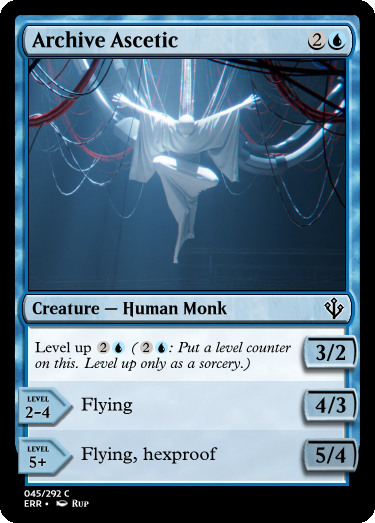 Archive Ascetic 2
Creature — Human Monk
Level up 2 ( 2 : Put a level counter
on this. Level up only as a sorcery.)
3/2
LEVEL
2-4
Flying
4/3
LEVEL
5+
Flying, hexproof
5/4
045/292 C
ERR • RUP